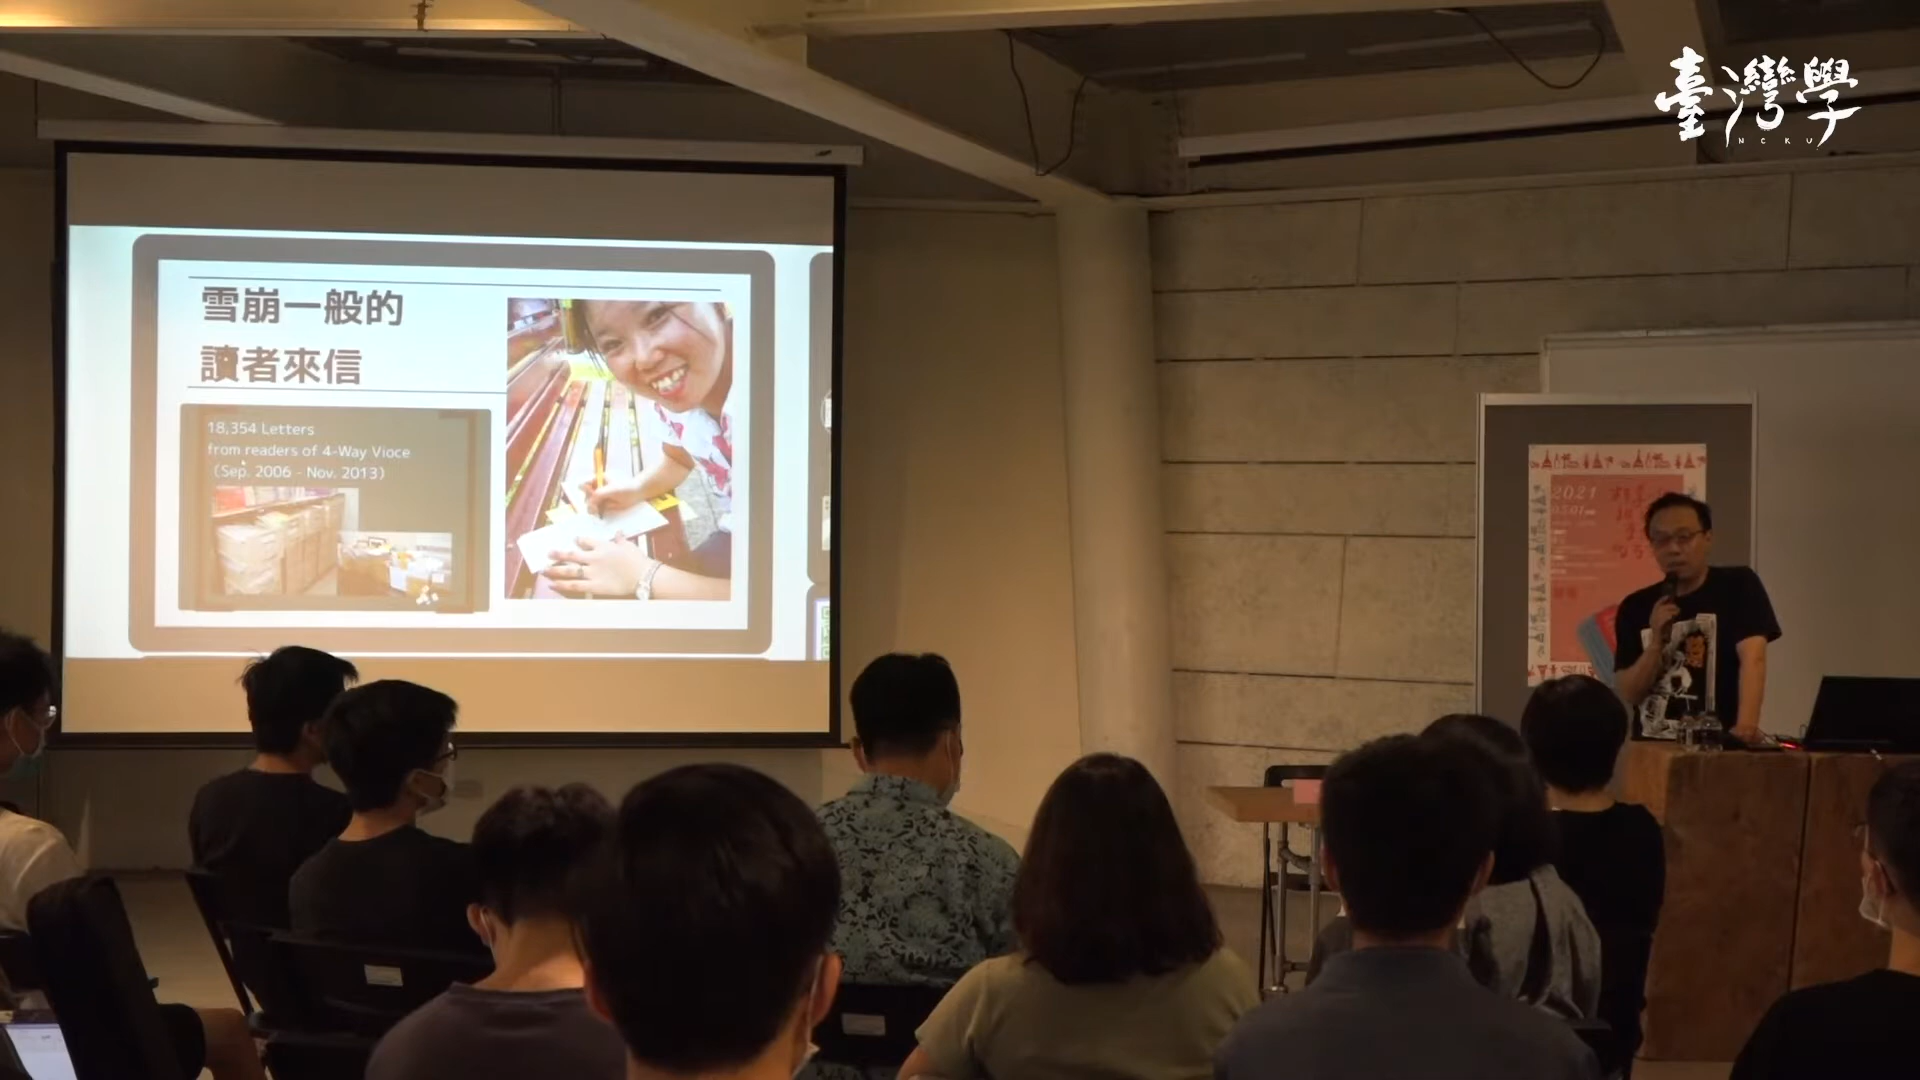 臺灣學
NCKU
雪崩一般的
讀者來信
18,354 Letters
from readers of 4-Way Vioce
（Sep. 2006 - Nov. 2013）
2021